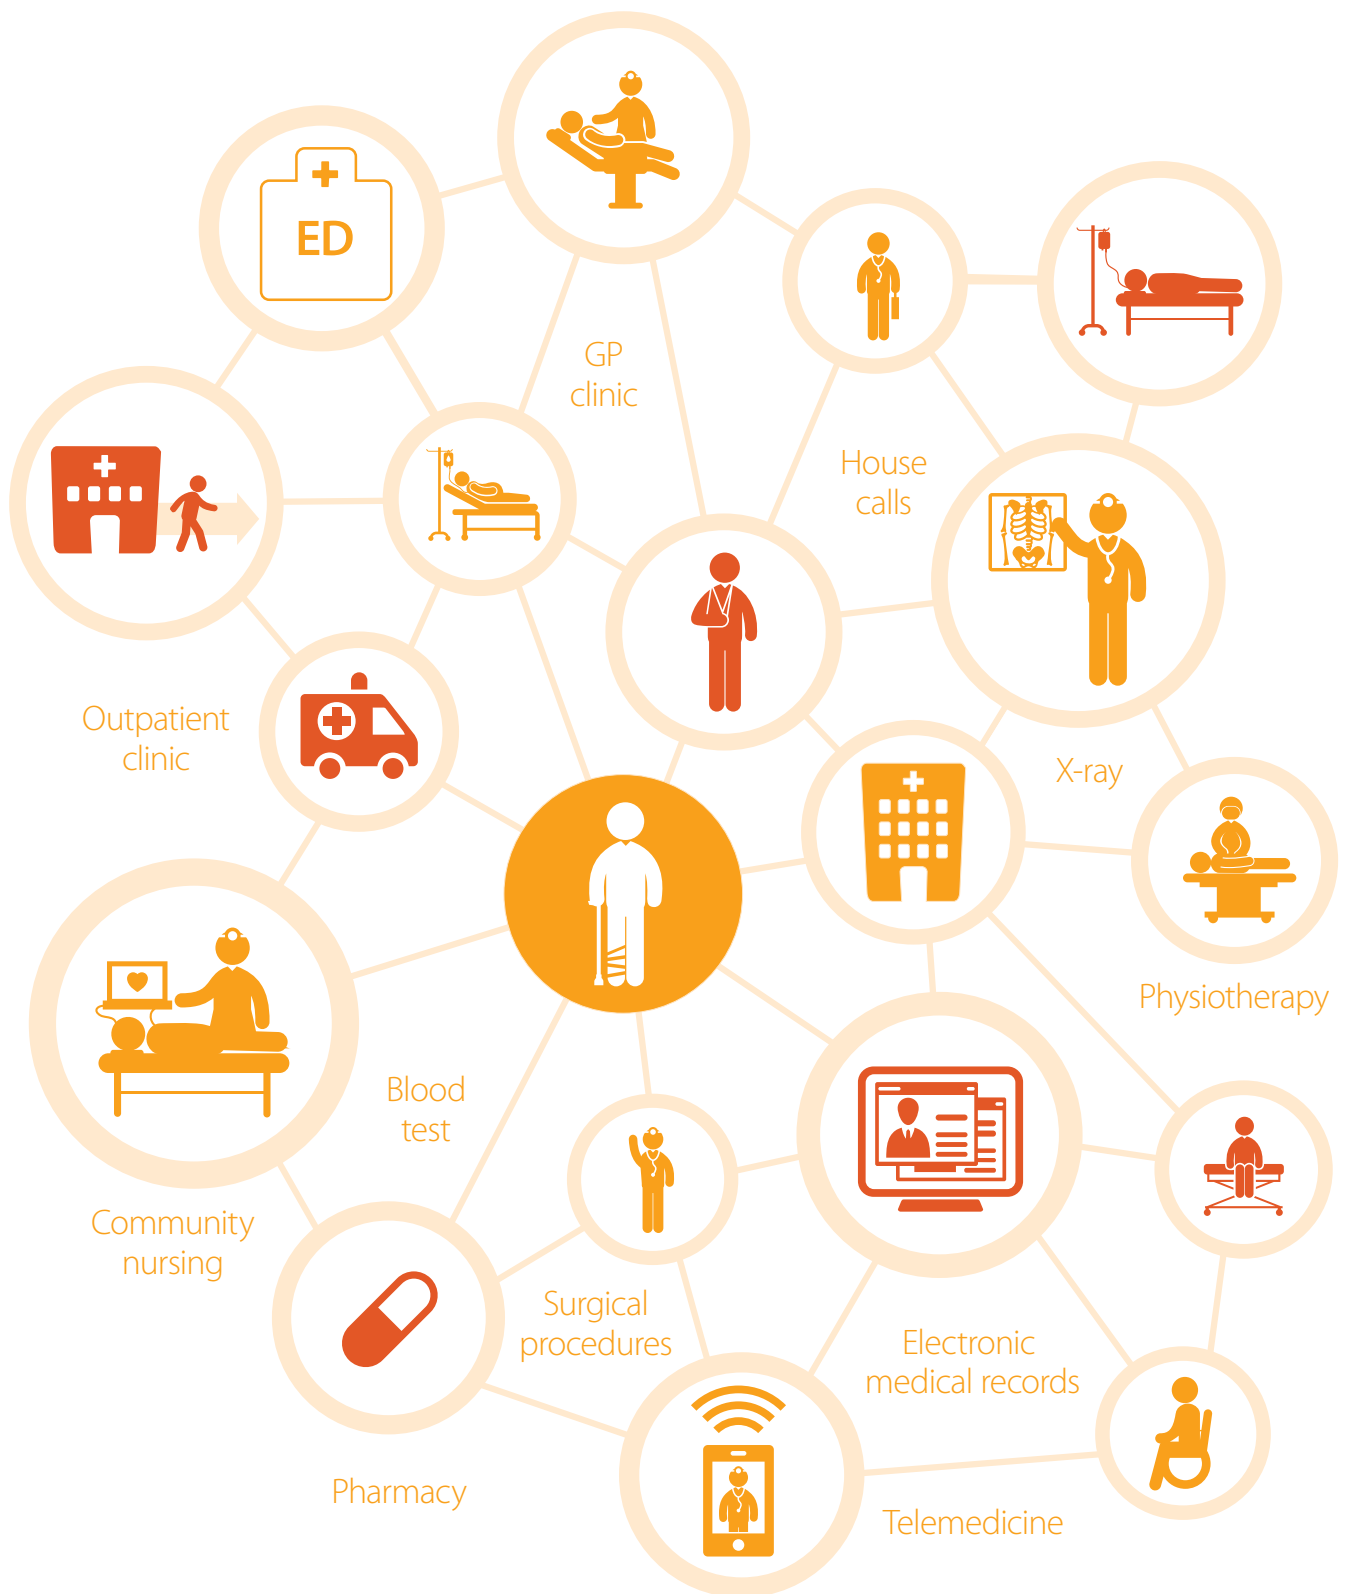 ED
GP
clinic
House
calls
Outpatient
clinic
X-ray
Physiotherapy
Blood
test
Community
nursing
Surgical
procedures
Electronic
medical records
Pharmacy
Telemedicine